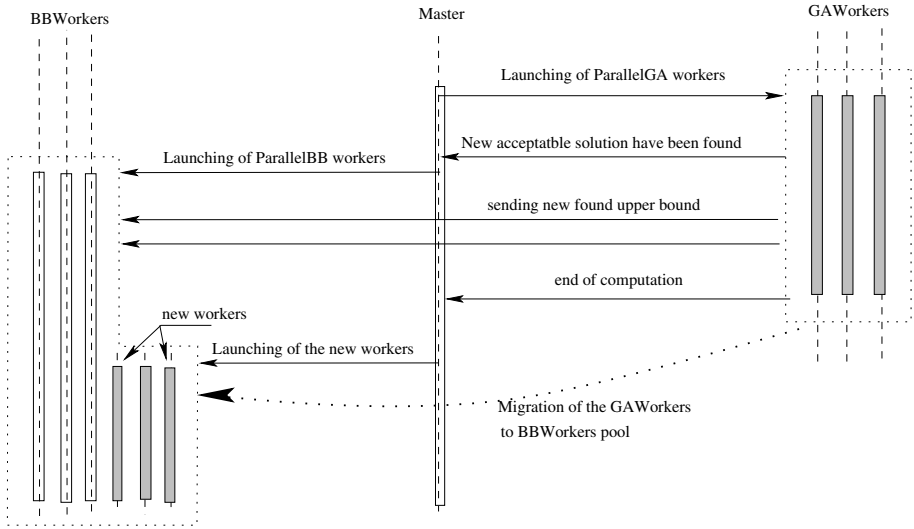 BBWorkers
Master
GAWorkers
Launching of ParallelGA workers
New acceptatble solution have been found
Launching of ParallelBB workers
sending new found upper bound
end of computation
new workers
Launching of the new workers
Migration of the GAWorkers
to BBWorkers pool